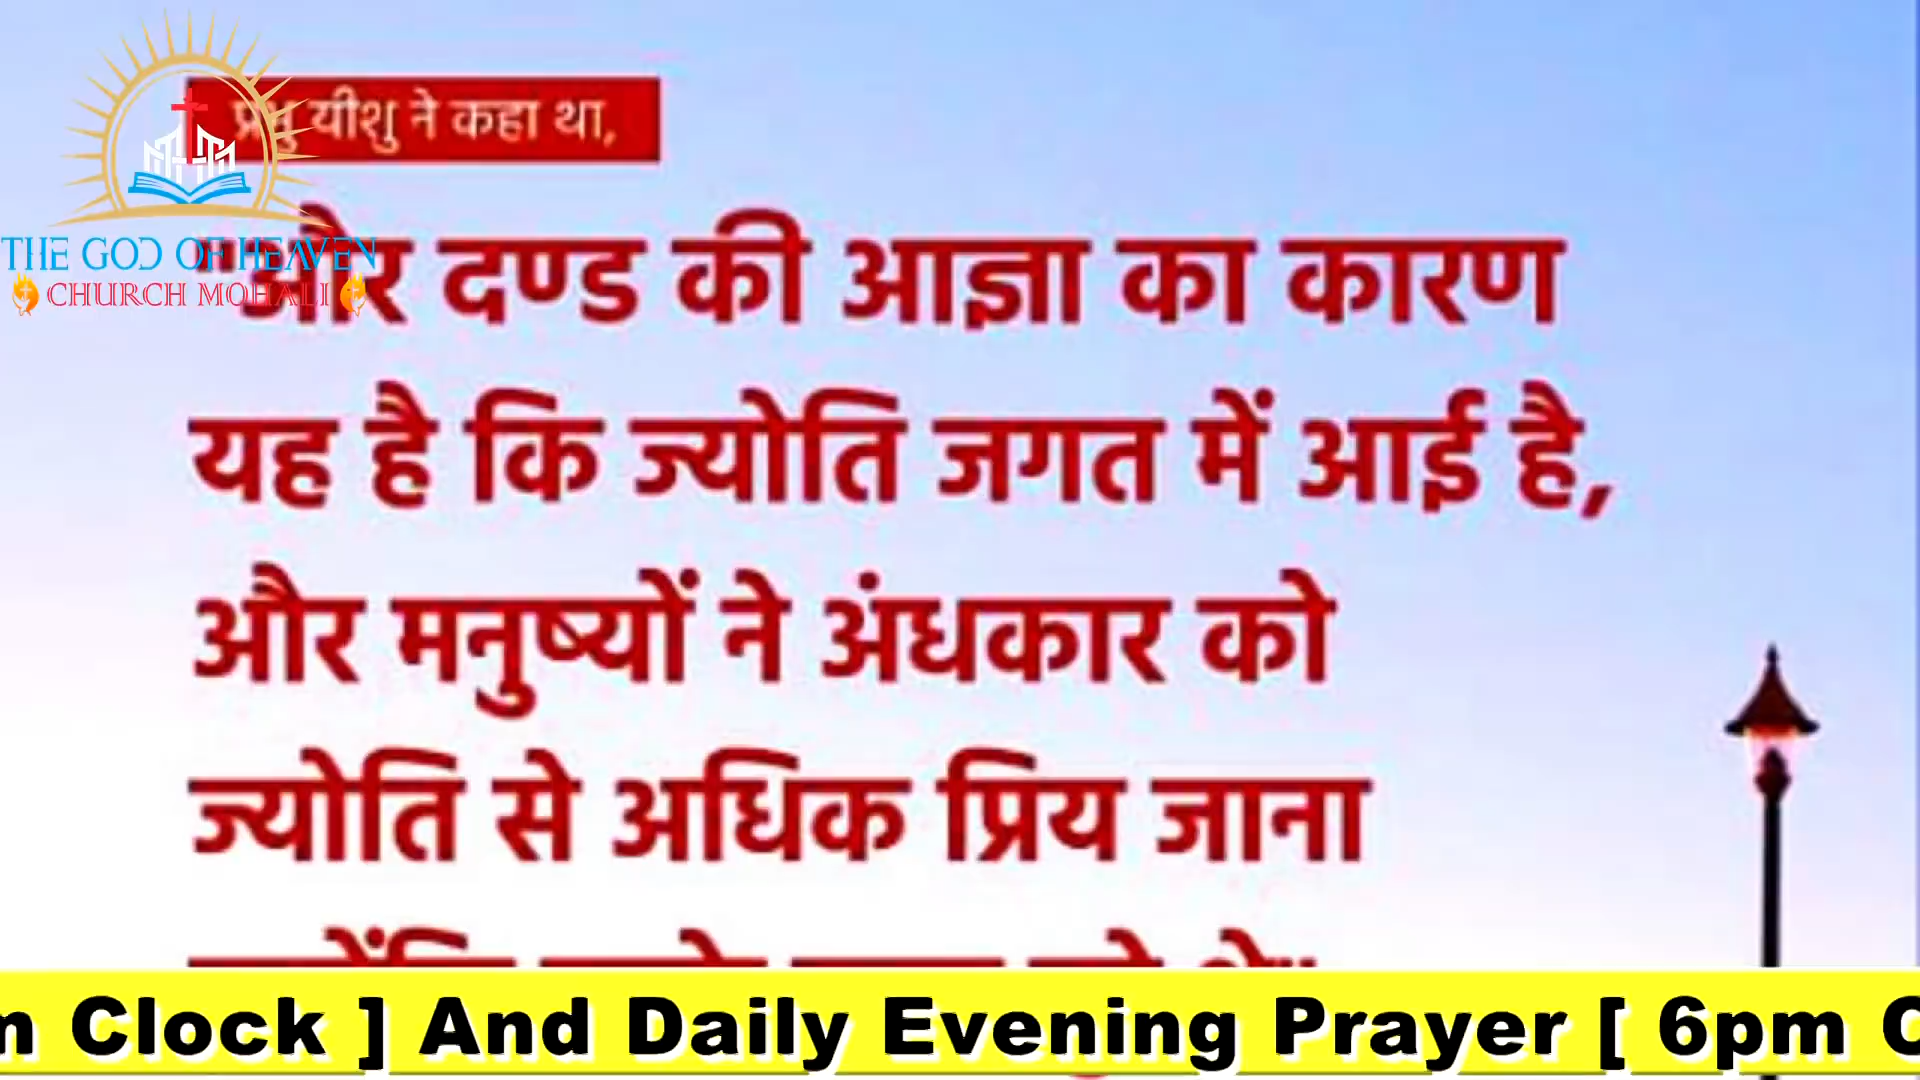 प्रभु यीशु ने कहा था,
THE GOD OF HEAVEN
CHURCH MOHALI
"और दण्ड की आज्ञा का कारण
यह है कि ज्योति जगत में आई है,
और मनुष्यों ने अंधकार को
ज्योति से अधिक प्रिय जाना
Clock ] And Daily Evening Prayer [ 6pm